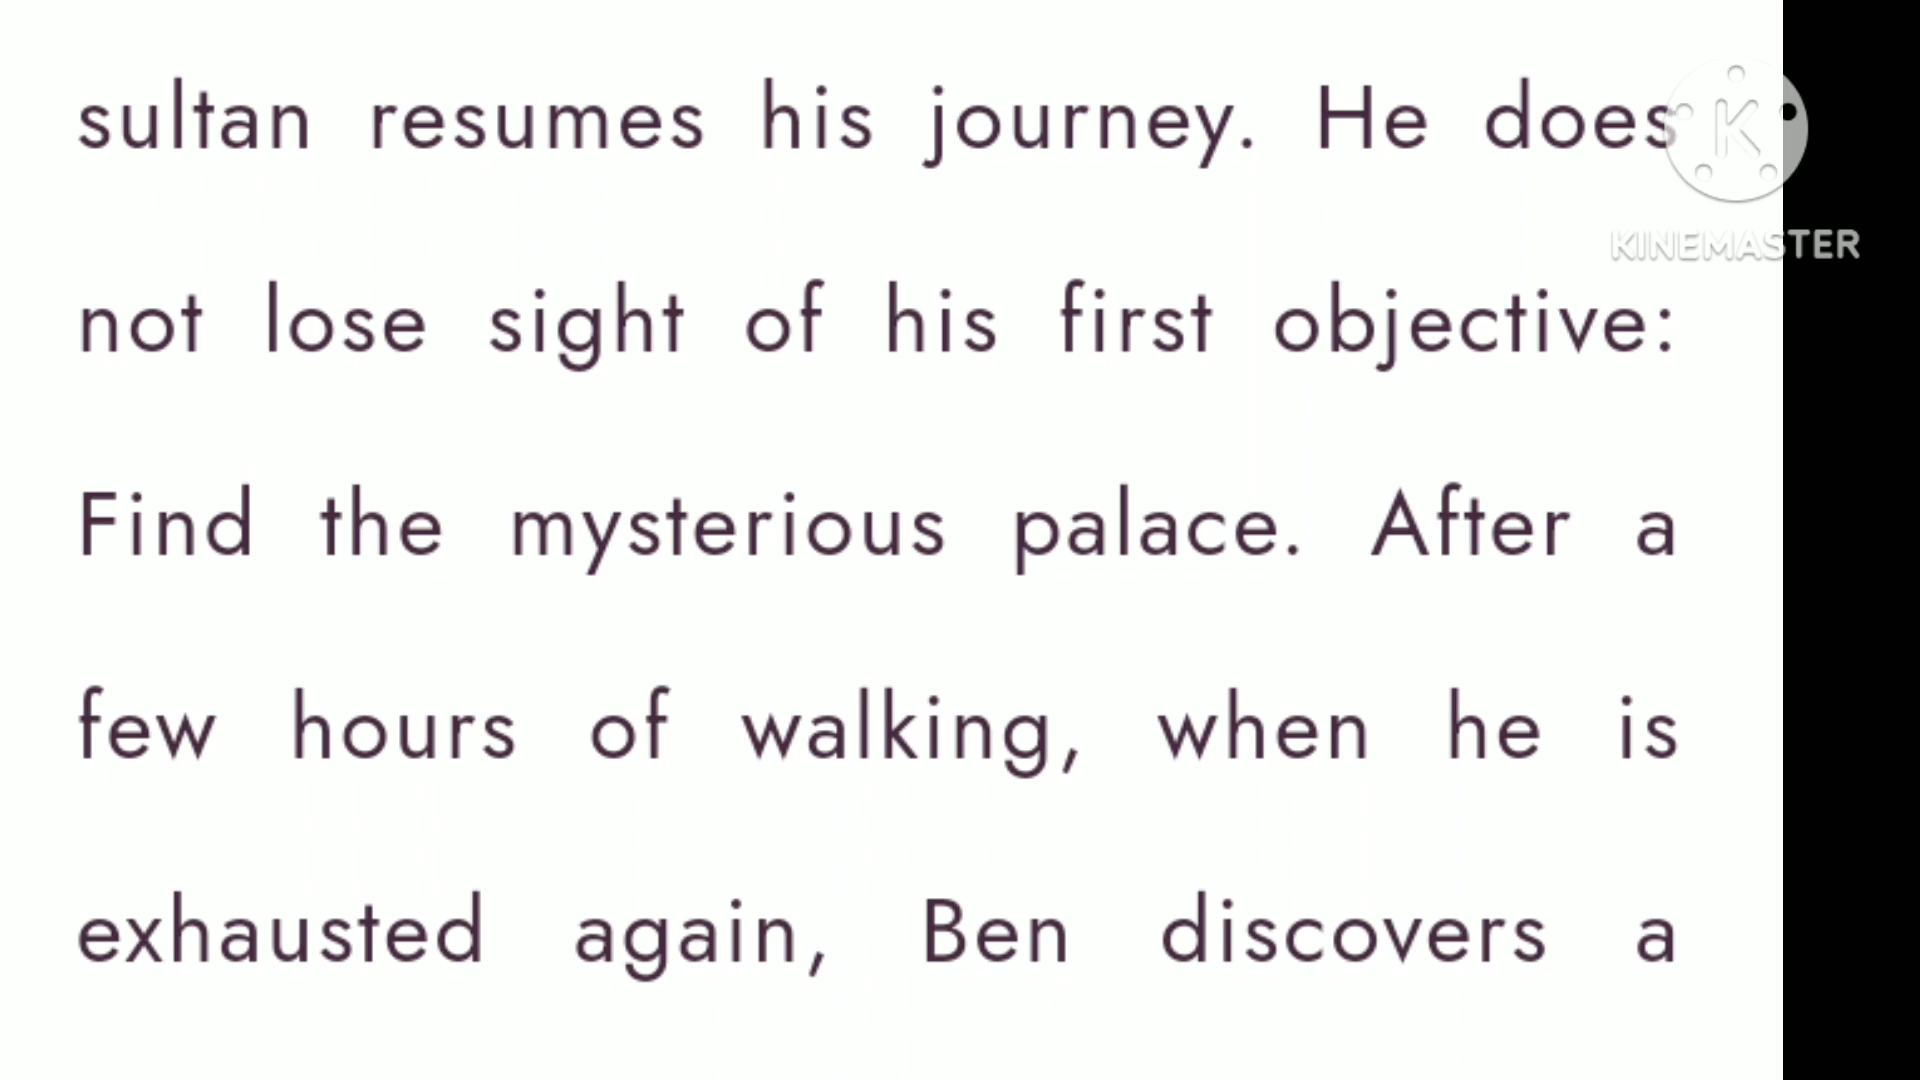 sultan resumes his journey. He does
not lose sight of his first objective:
Find the mysterious palace. After a
few hours of walking, when he is
exhausted again, Ben discovers a
K
KINEMASTER